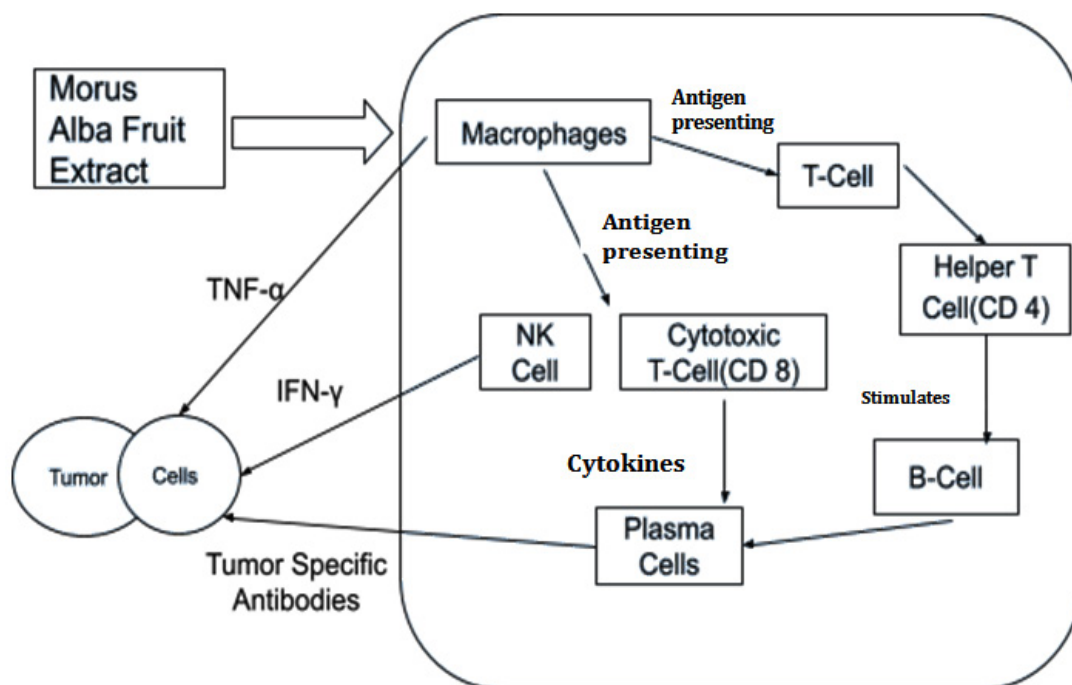 Morus
Alba Fruit
Extract
Macrophages
Antigen
presenting
T-Cell
Antigen
presenting
Helper T
Cell(CD 4)
TNF-α
NK
Cell
Cytotoxic
T-Cell(CD 8)
IFN-γ
Stimulates
Tumor
Cells
Cytokines
B-Cell
Plasma
Cells
Tumor Specific
Antibodies